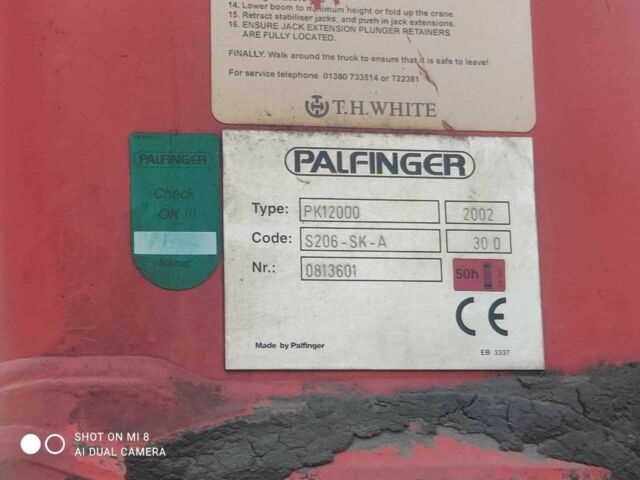 14. Lower boom to minimum height or fold up the crane.
15. Retract stabiliser jacks, and push in jack extensions.
16. ENSURE JACK EXTENSION PLUNGER RETAINERS
ARE FULLY LOCATED.
FINALLY. Walk around the truck to ensure that it is safe to leave!
For service telephone 01380 733514 or 722381
T.H.WHITE
PALFINGER
Check
OK !!!
Name:
PALFINGER
Type: PK12000 2002
Code: S206-SK-A 30 0
Nr.: 0813601 50h
CE
Made by Palfinger
EB 3337
SHOT ON MI 8
AI DUAL CAMERA